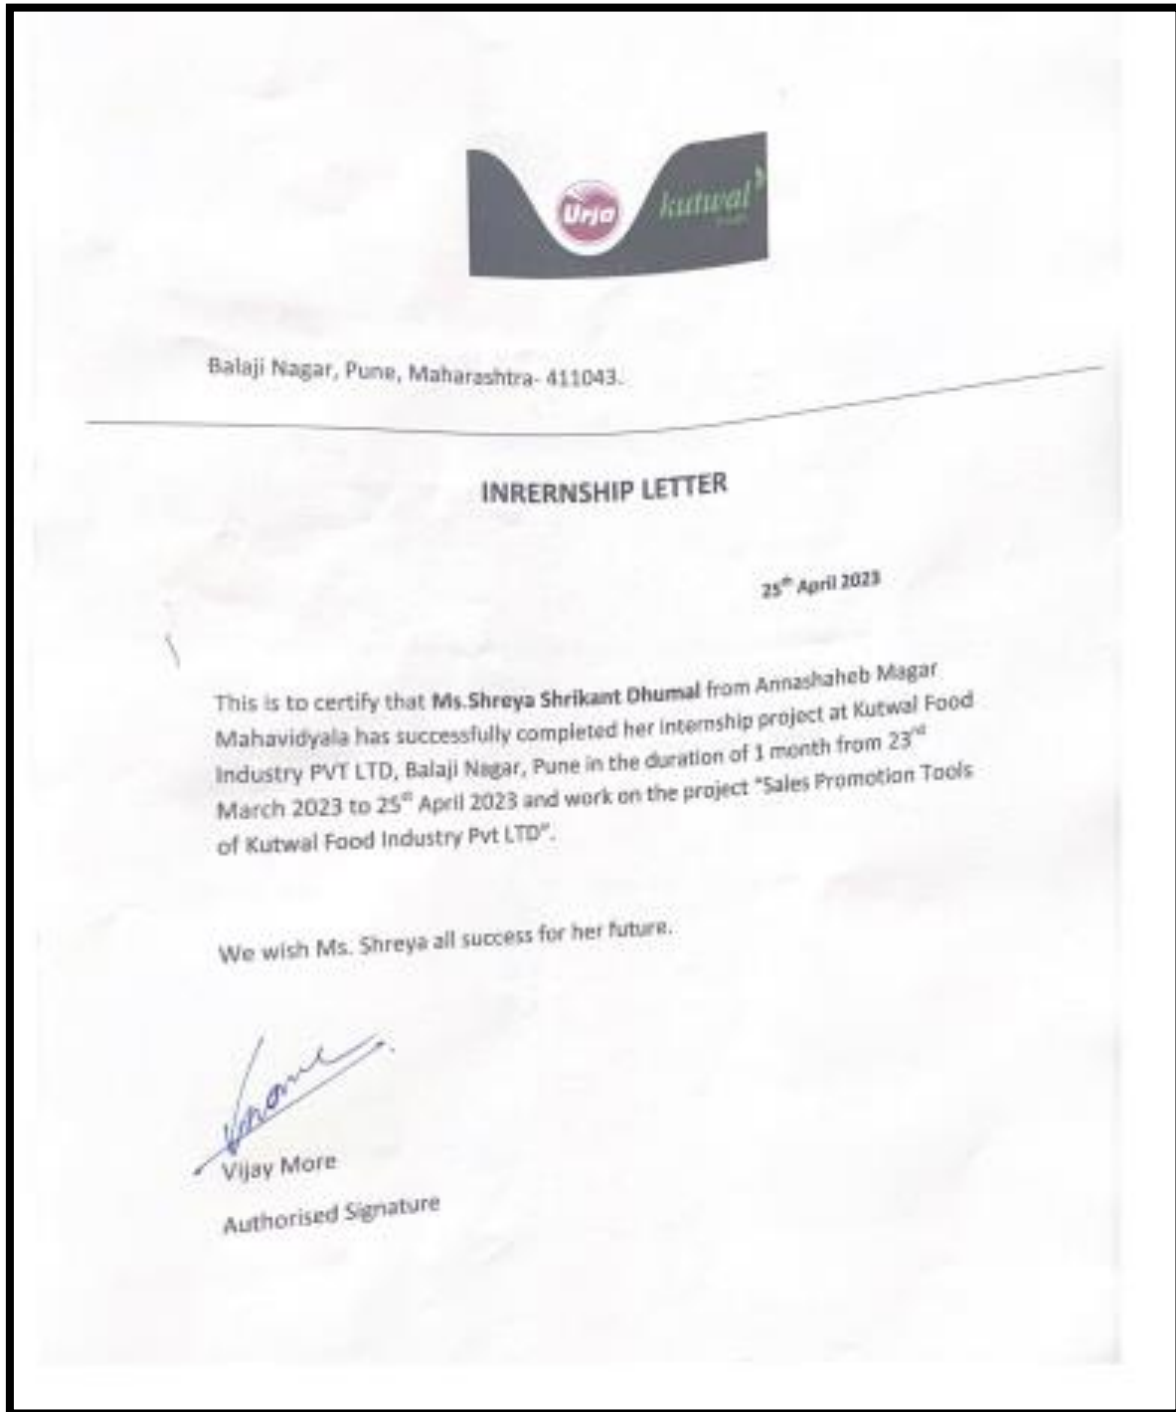 Urja
kutwal
Balaji Nagar, Pune, Maharashtra- 411043.
INRERNSHIP LETTER
25th April 2023
This is to certify that Ms.Shreya Shrikant Dhumal from Annashaheb Magar
Mahavidyala has successfully completed her internship project at Kutwal Food
Industry PVT LTD, Balaji Nagar, Pune in the duration of 1 month from 23rd
March 2023 to 25st April 2023 and work on the project "Sales Promotion Tools
of Kutwal Food Industry Pvt LTD".
We wish Ms. Shreya all success for her future.
Vijay More
Authorised Signature